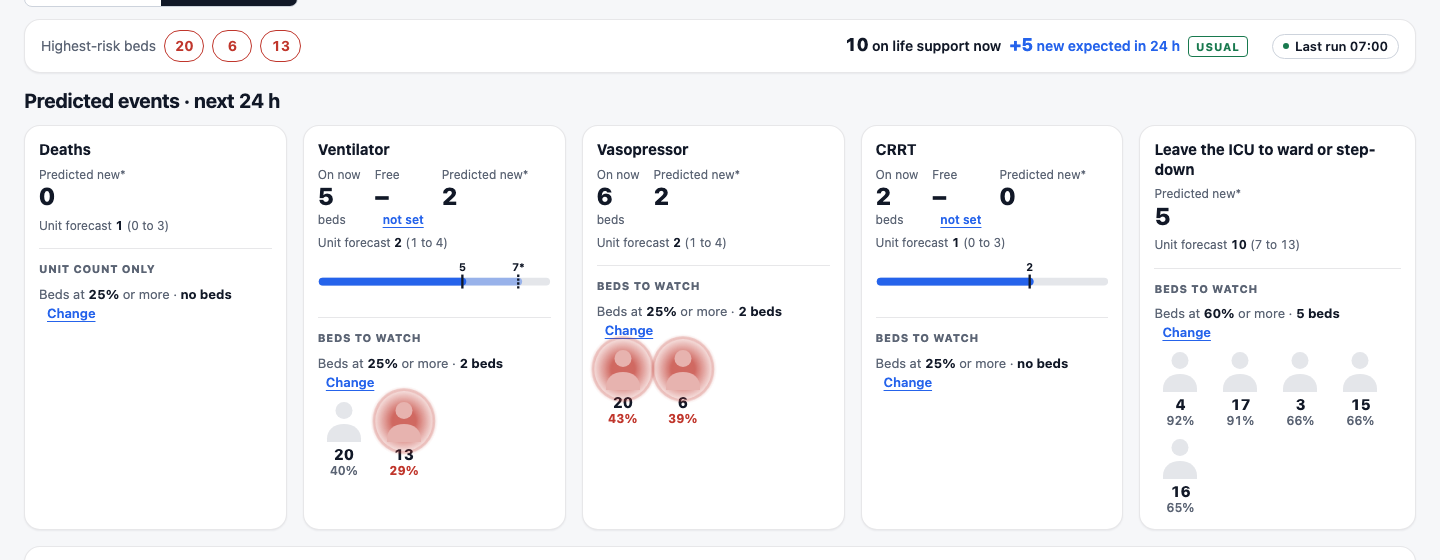 Highest-risk beds 20 6 13
10 on life support now +5 new expected in 24 h USUAL Last run 07:00
Predicted events · next 24 h
Deaths
Predicted new*
0
Unit forecast 1 (0 to 3)
UNIT COUNT ONLY
Beds at 25% or more · no beds
Change
Ventilator
On now Free Predicted new*
5 – 2
beds not set
Unit forecast 2 (1 to 4)
5 7*
BEDS TO WATCH
Beds at 25% or more · 2 beds
Change
20 13
40% 29%
Vasopressor
On now Predicted new*
6 2
beds
Unit forecast 2 (1 to 4)
BEDS TO WATCH
Beds at 25% or more · 2 beds
Change
20 6
43% 39%
CRRT
On now Free Predicted new*
2 – 0
beds not set
Unit forecast 1 (0 to 3)
2
BEDS TO WATCH
Beds at 25% or more · no beds
Change
Leave the ICU to ward or step-
down
Predicted new*
5
Unit forecast 10 (7 to 13)
BEDS TO WATCH
Beds at 60% or more · 5 beds
Change
4 17 3 15
92% 91% 66% 66%
16
65%